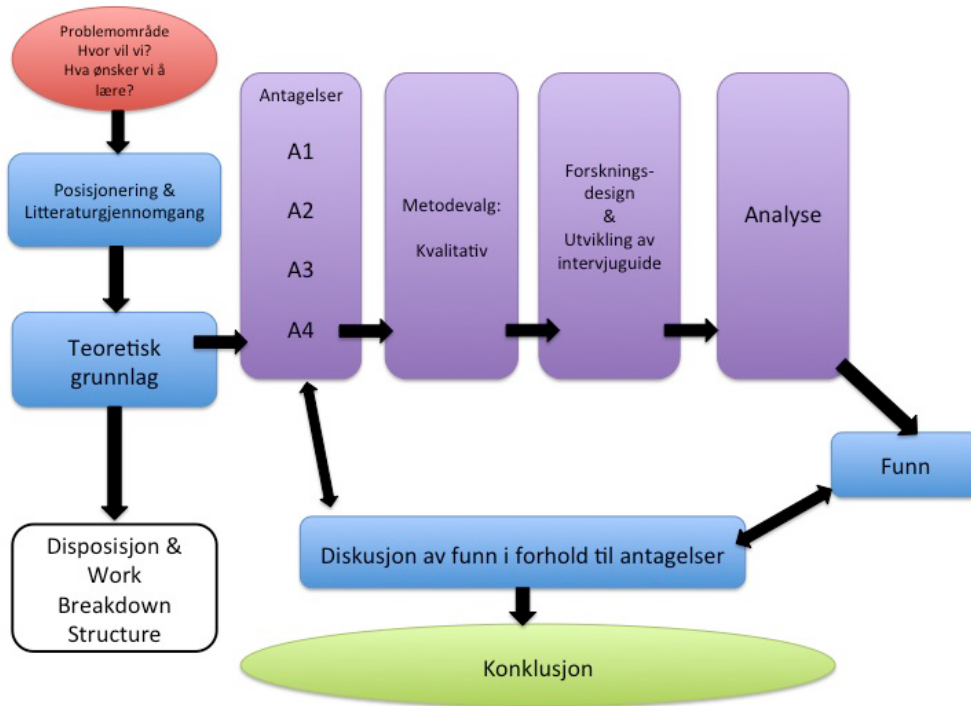 Problemområde
Hvor vil vi?
Hva ønsker vi å
lære?
Posisjonering &
Litteraturgjennomgang
Teoretisk
grunnlag
Disposisjon &
Work
Breakdown
Structure
Antagelser
A1
A2
A3
A4
Metodevalg:
Kvalitativ
Forsknings-
design
&
Utvikling av
intervjuguide
Analyse
Funn
Diskusjon av funn i forhold til antagelser
Konklusjon